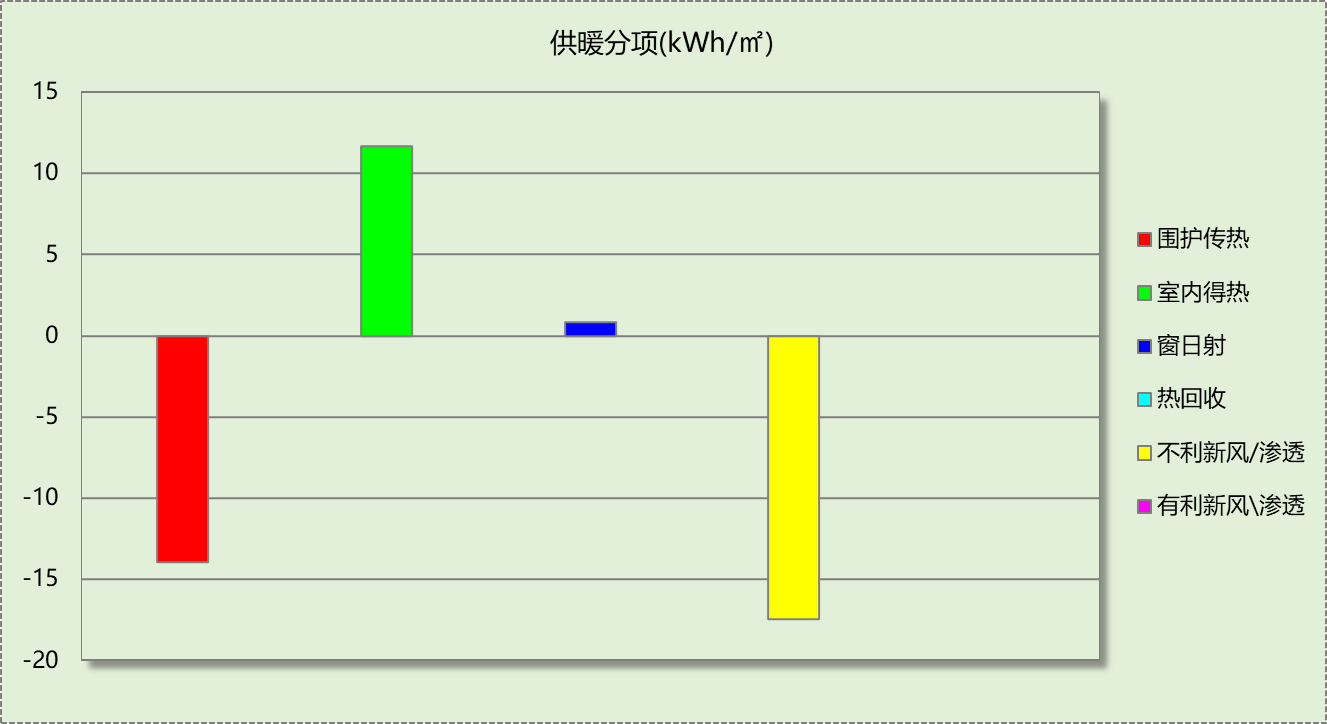 供暖分项(kWh/㎡)
15
10
5
0
-5
-10
-15
-20
围护传热
室内得热
窗日射
热回收
不利新风/渗透
有利新风\渗透